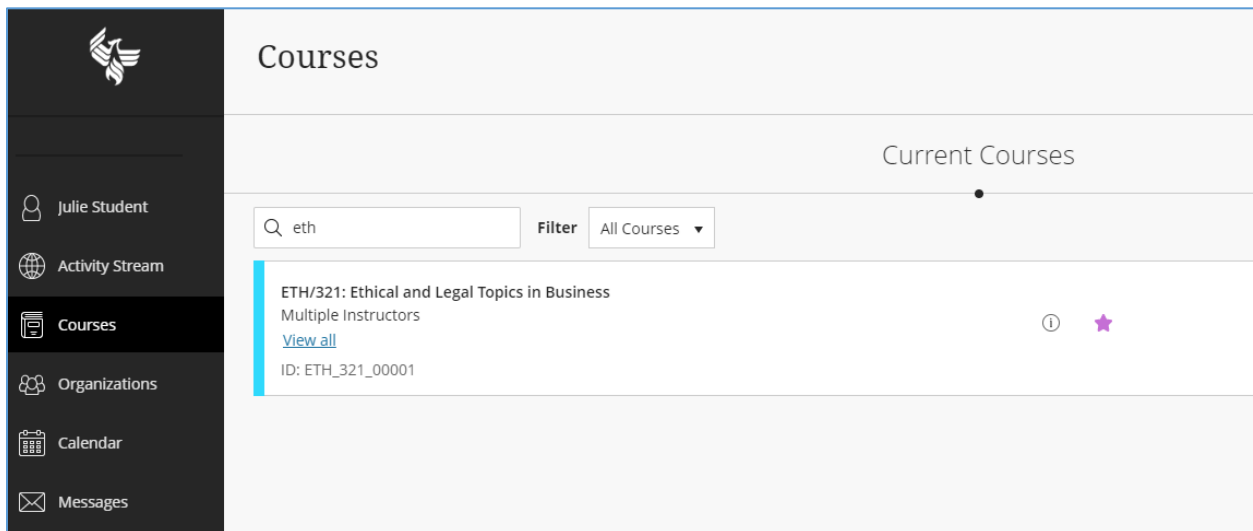 Courses
Current Courses
Julie Student
Activity Stream
Courses
Organizations
Calendar
Messages
eth
Filter All Courses
ETH/321: Ethical and Legal Topics in Business
Multiple Instructors
View all
ID: ETH_321_00001